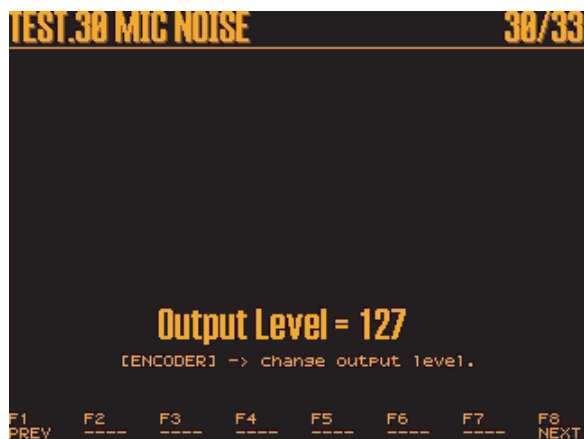 TEST.30 MIC NOISE 30/33
Output Level = 127
[ENCODER] -> change output level.
F1 F2 F3 F4 F5 F6 F7 F8
PREV ---- ---- ---- ---- ---- ---- NEXT